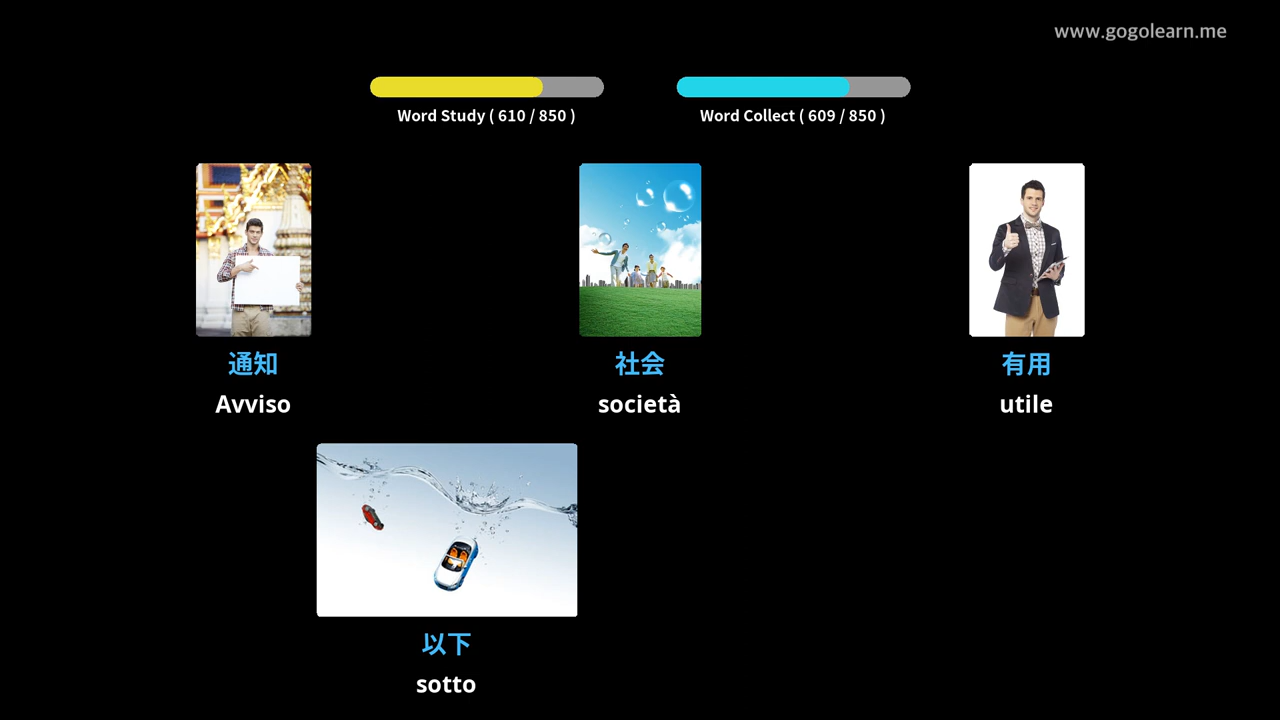 www.gogolearn.me
Word Study ( 610 / 850 )
Word Collect ( 609 / 850 )
通知
Avviso
社会
società
有用
utile
以下
sotto